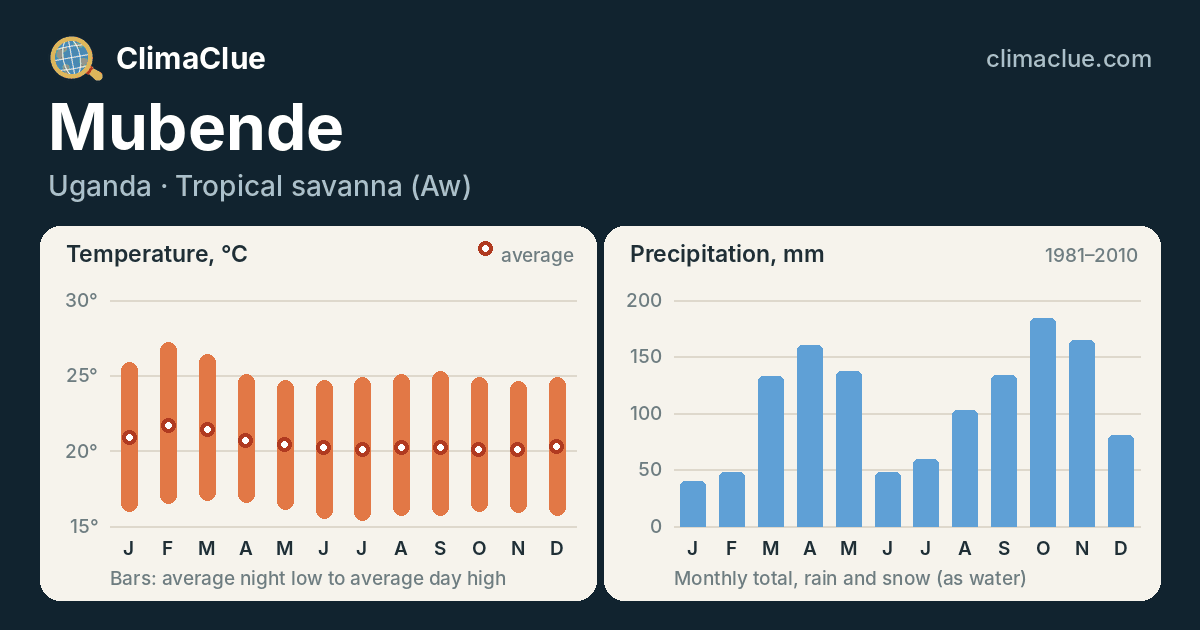 ClimaClue
climaclue.com
Mubende
Uganda · Tropical savanna (Aw)
Temperature, °C
average
30°
25°
20°
15°
J F M A M J J A S O N D
Bars: average night low to average day high
Precipitation, mm
1981–2010
200
150
100
50
0
J F M A M J J A S O N D
Monthly total, rain and snow (as water)